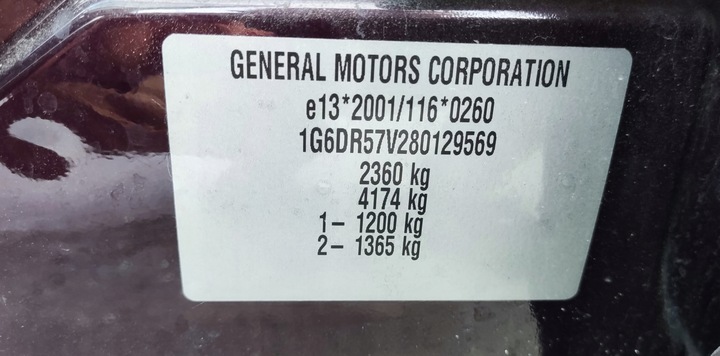 GENERAL MOTORS CORPORATION
e13*2001/116*0260
1G6DR57V280129569
2360 kg
4174 kg
1– 1200 kg
2– 1365 kg